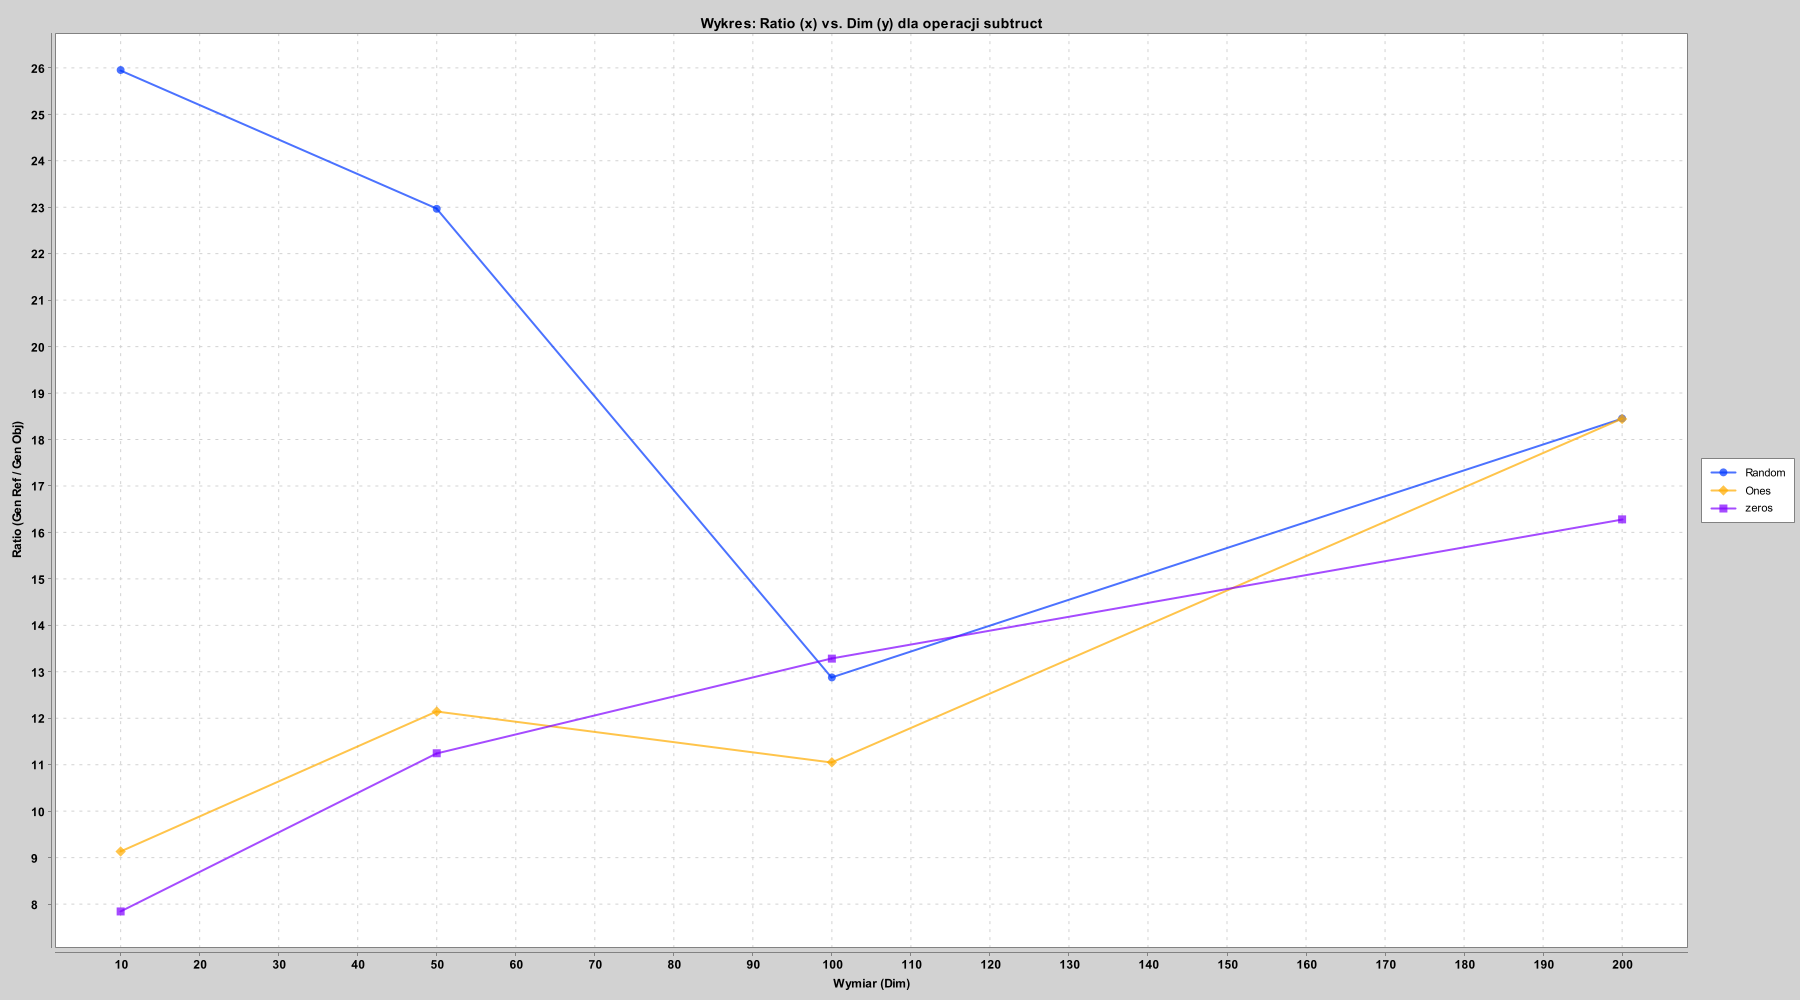 Wykres: Ratio (x) vs. Dim (y) dla operacji subtruct
26
25
24
23
22
21
20
19
18
17
16
15
14
13
12
11
10
9
8
Ratio (Gen Ref / Gen Obj)
10 20 30 40 50 60 70 80 90 100 110 120 130 140 150 160 170 180 190 200
Wymiar (Dim)
Random
Ones
zeros